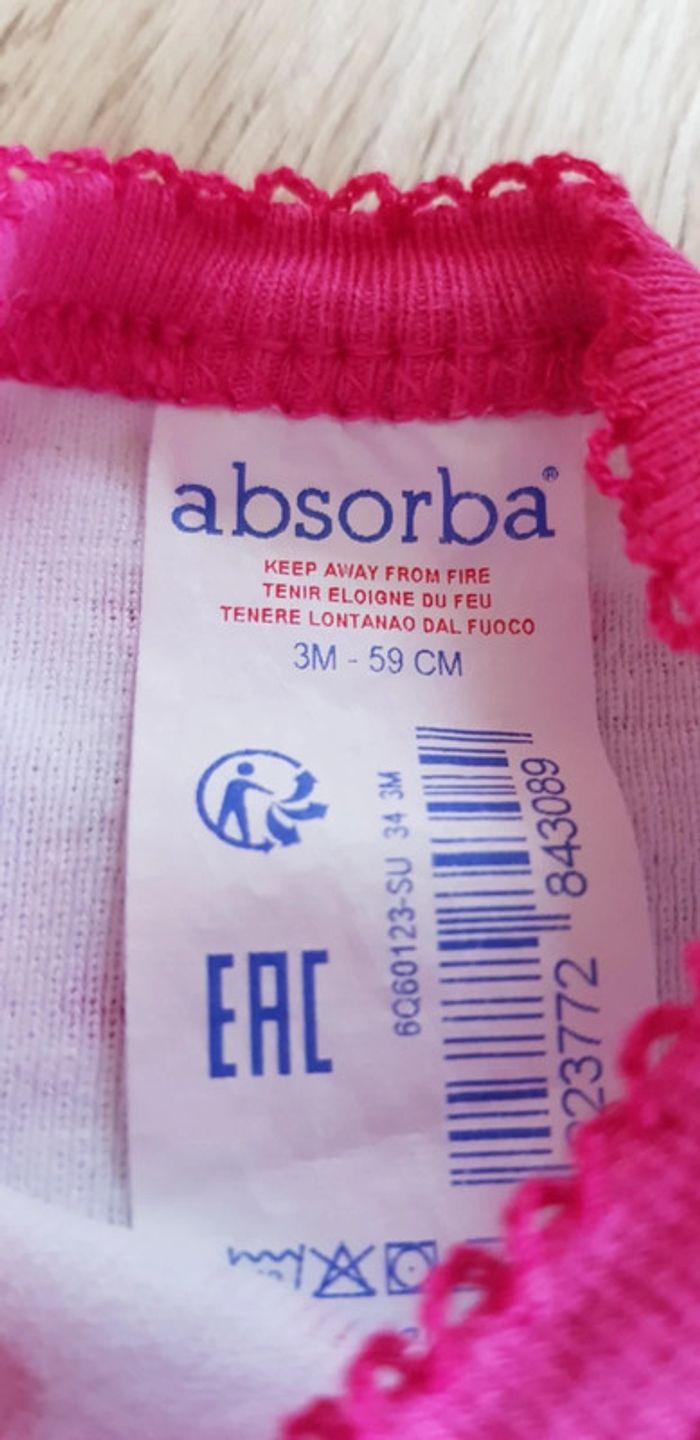 absorba®
KEEP AWAY FROM FIRE
TENIR ELOIGNE DU FEU
TENERE LONTANAO DAL FUOCO
3M - 59 CM
6Q60123-SU 34 3M
23772 843089
EAC